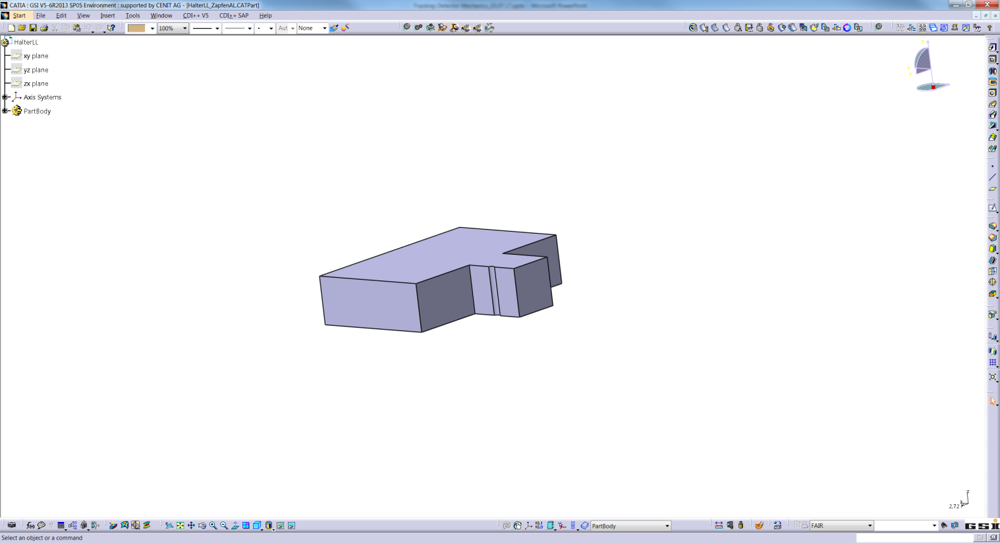 CATIA : GSI V5-6R2013 SP05 Environment : supported by CENIT AG - [HalterLL_ZapfenAL.CATPart]
Start File Edit View Insert Tools Window CDI++ V5 CDI++ SAP Help
100% Aut None
HalterLL
xy plane
yz plane
zx plane
Axis Systems
PartBody
z
x
y
z
2.72
PartBody
FAIR
GSI
Select an object or a command